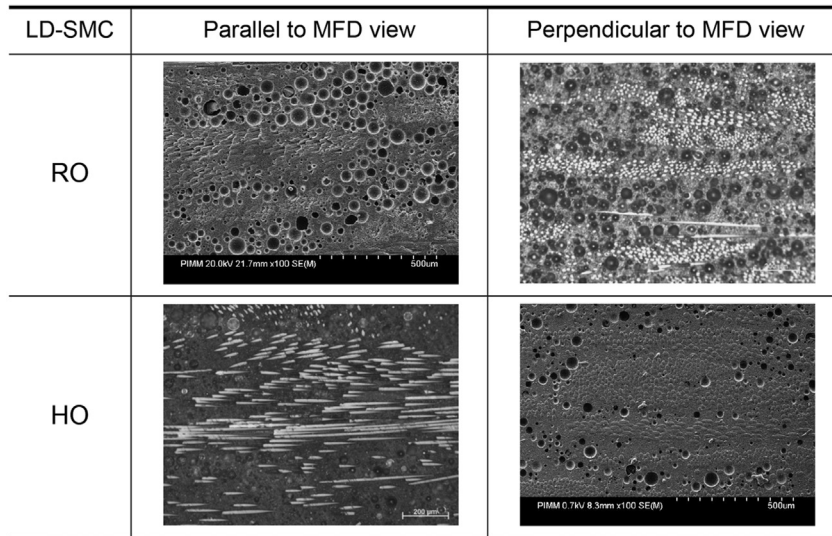 LD-SMC Parallel to MFD view Perpendicular to MFD view
RO
PIMM 20.0kV 21.7mm x100 SE(M) 500um
HO
200 µm
PIMM 0.7kV 8.3mm x100 SE(M) 500um